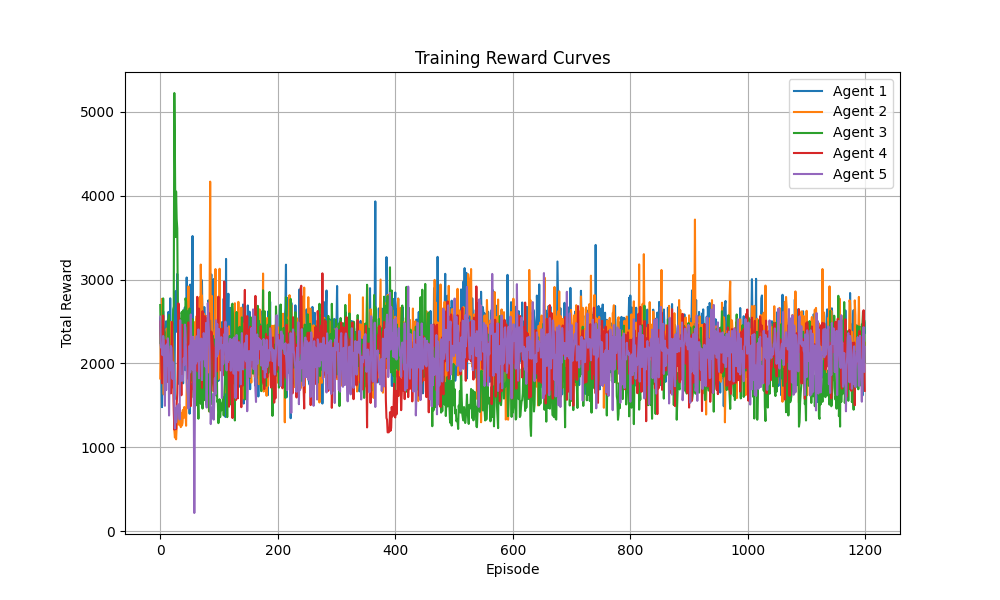 Training Reward Curves
Agent 1
Agent 2
Agent 3
Agent 4
Agent 5
Total Reward
5000
4000
3000
2000
1000
0
0 200 400 600 800 1000 1200
Episode